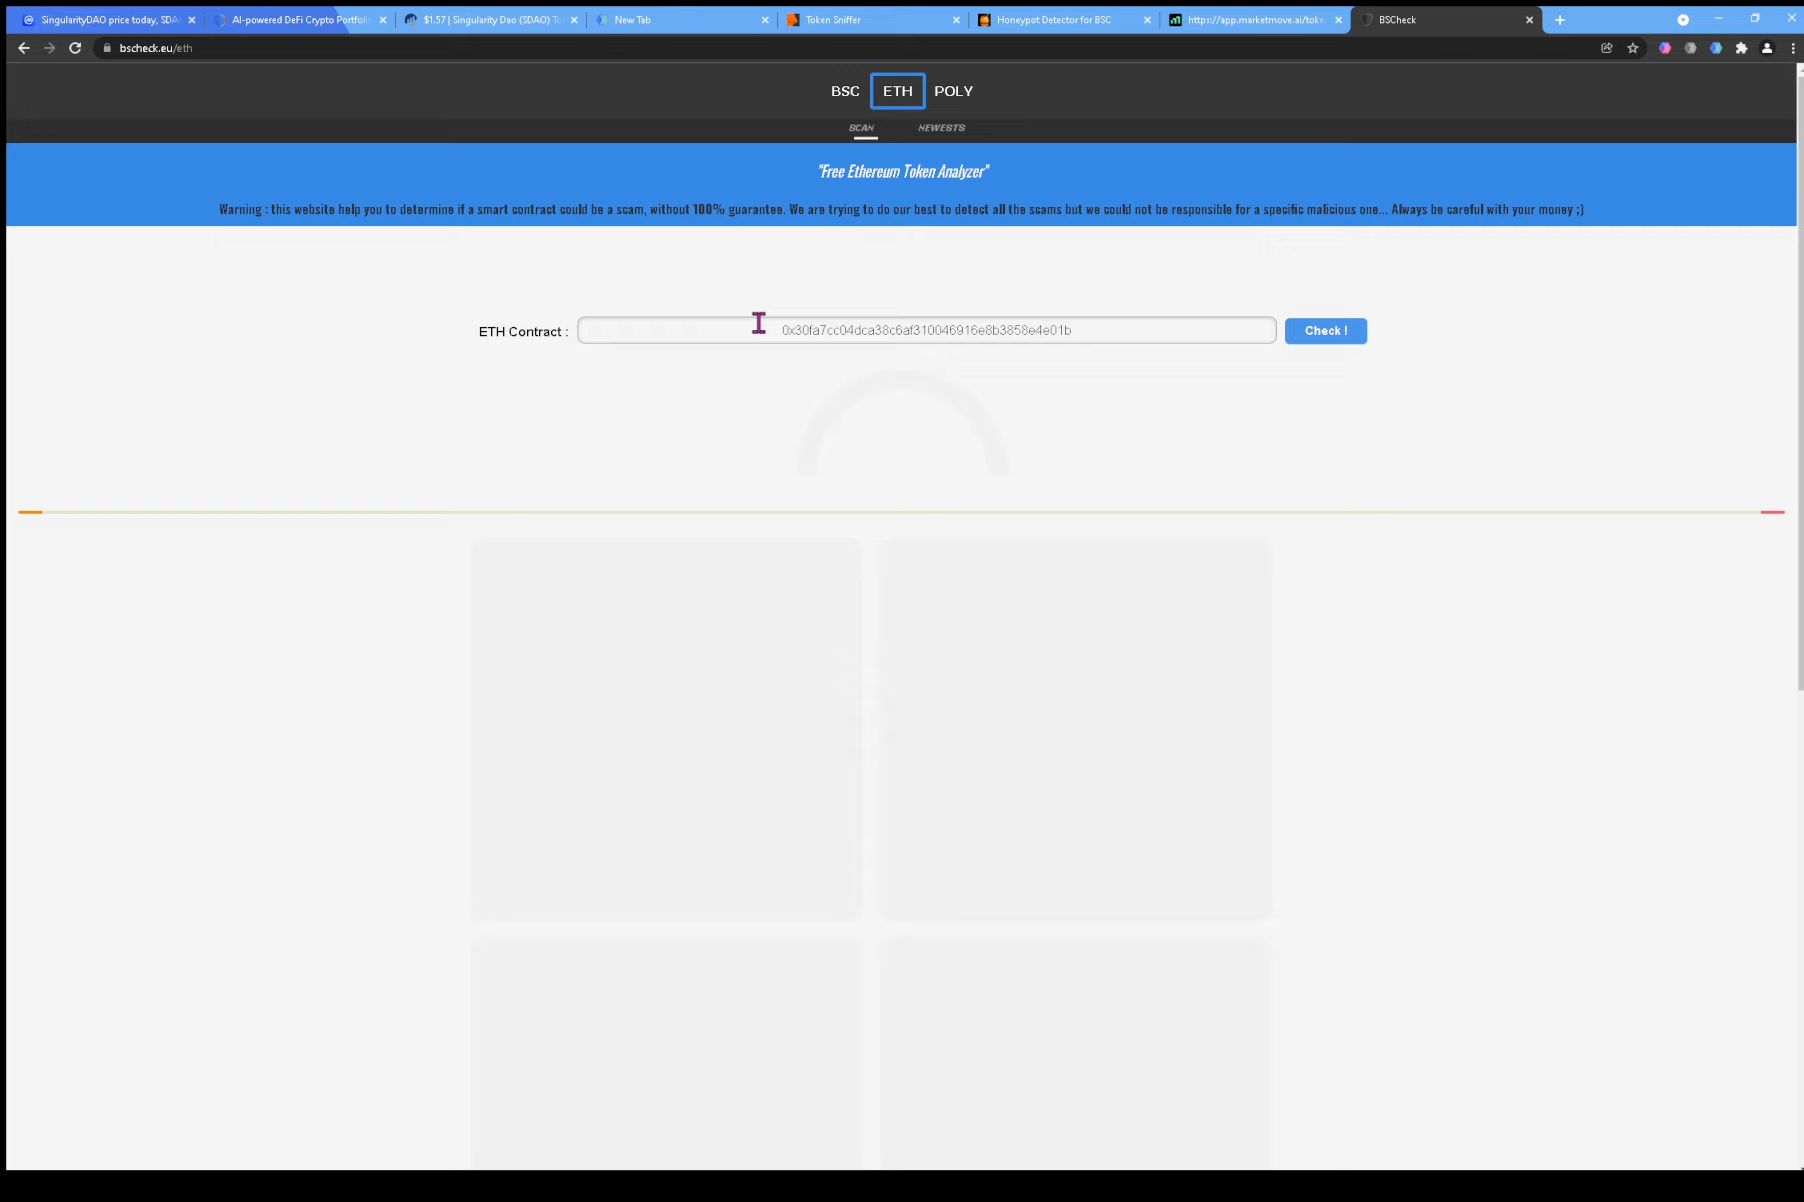 SingularityDAO price today, SDA
AI-powered DeFi Crypto Portfolio
$1.57 | Singularity Dao (SDAO) To
New Tab
Token Sniffer
Honeypot Detector for BSC
https://app.marketmove.ai/toke
BSCheck
bscheck.eu/eth
BSC ETH POLY
SCAN NEWESTS
"Free Ethereum Token Analyzer"
Warning : this website help you to determine if a smart contract could be a scam, without 100% guarantee. We are trying to do our best to detect all the scams but we could not be responsible for a specific malicious one... Always be careful with your money ;)
ETH Contract : 0x30fa7cc04dca38c6af310046916e8b3858e4e01b Check !